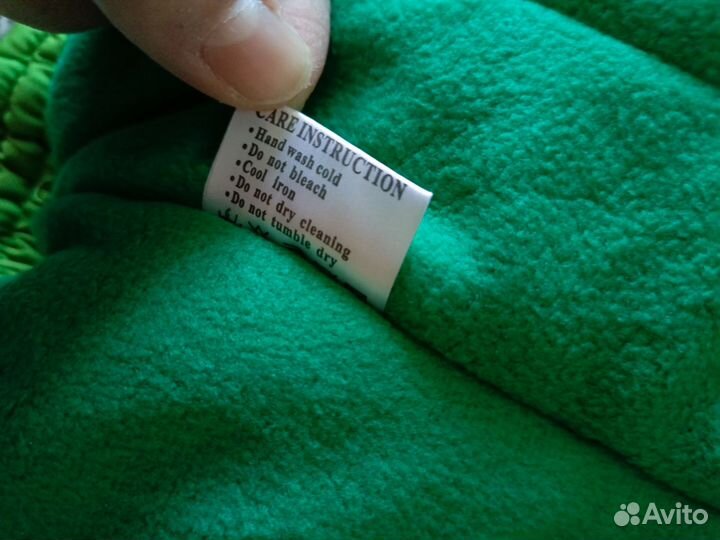 CARE INSTRUCTION
•Hand wash cold
•Do not bleach
•Cool iron
•Do not dry cleaning
•Do not tumble dry
Avito